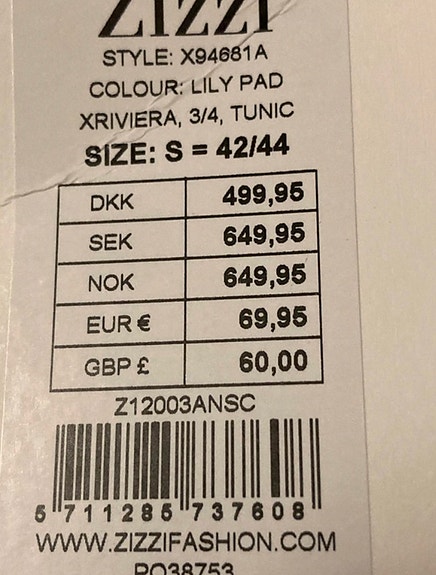 ZIZZI
STYLE: X94681A
COLOUR: LILY PAD
XRIVIERA, 3/4, TUNIC
SIZE: S = 42/44
DKK 499,95
SEK 649,95
NOK 649,95
EUR € 69,95
GBP £ 60,00
Z12003ANSC
5 711285 737608
WWW.ZIZZIFASHION.COM
PO38753